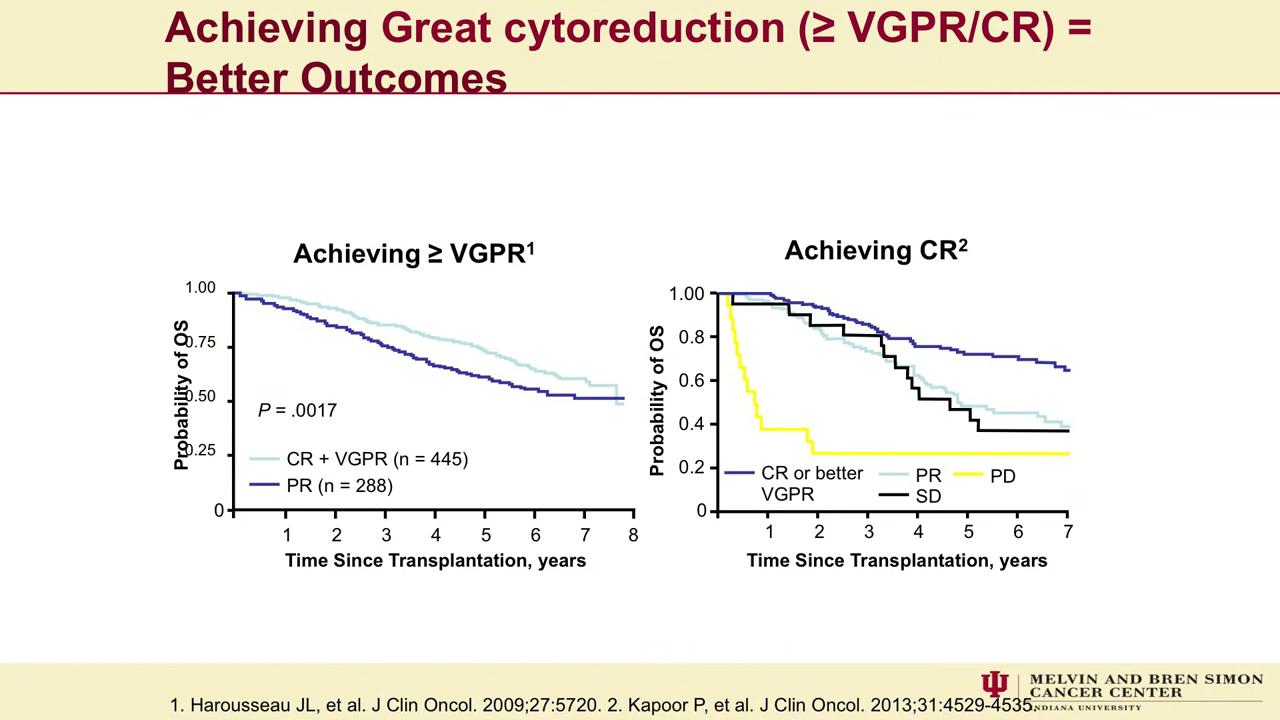 Achieving Great cytoreduction (≥ VGPR/CR) =
Better Outcomes
Achieving ≥ VGPR¹
1.00
0.75
0.50
0.25
0
Probability of OS
P = .0017
CR + VGPR (n = 445)
PR (n = 288)
1 2 3 4 5 6 7 8
Time Since Transplantation, years
Achieving CR²
1.00
0.8
0.6
0.4
0.2
0
Probability of OS
CR or better
VGPR
PR
SD
PD
1 2 3 4 5 6 7
Time Since Transplantation, years
MELVIN AND BREN SIMON
CANCER CENTER
INDIANA UNIVERSITY
1. Harousseau JL, et al. J Clin Oncol. 2009;27:5720. 2. Kapoor P, et al. J Clin Oncol. 2013;31:4529-4535.